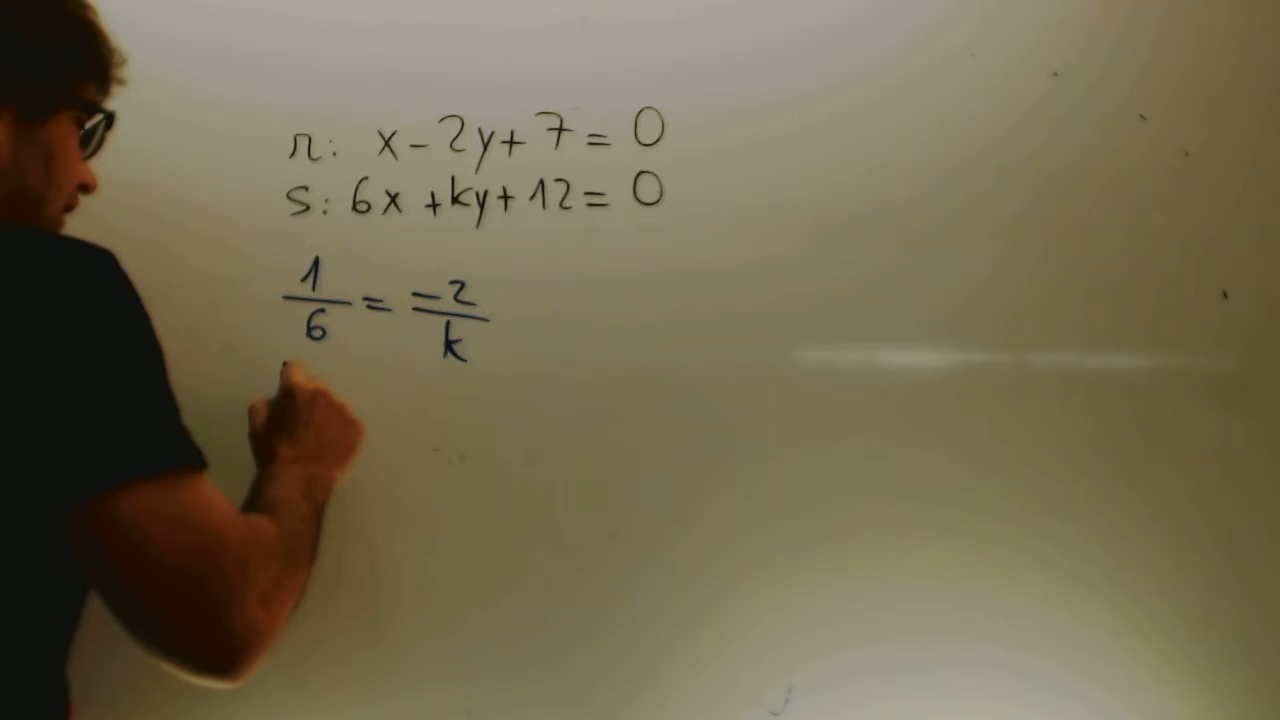 r: x-2y+7=0
s: 6x+ky+12=0
1/6 = -2/k